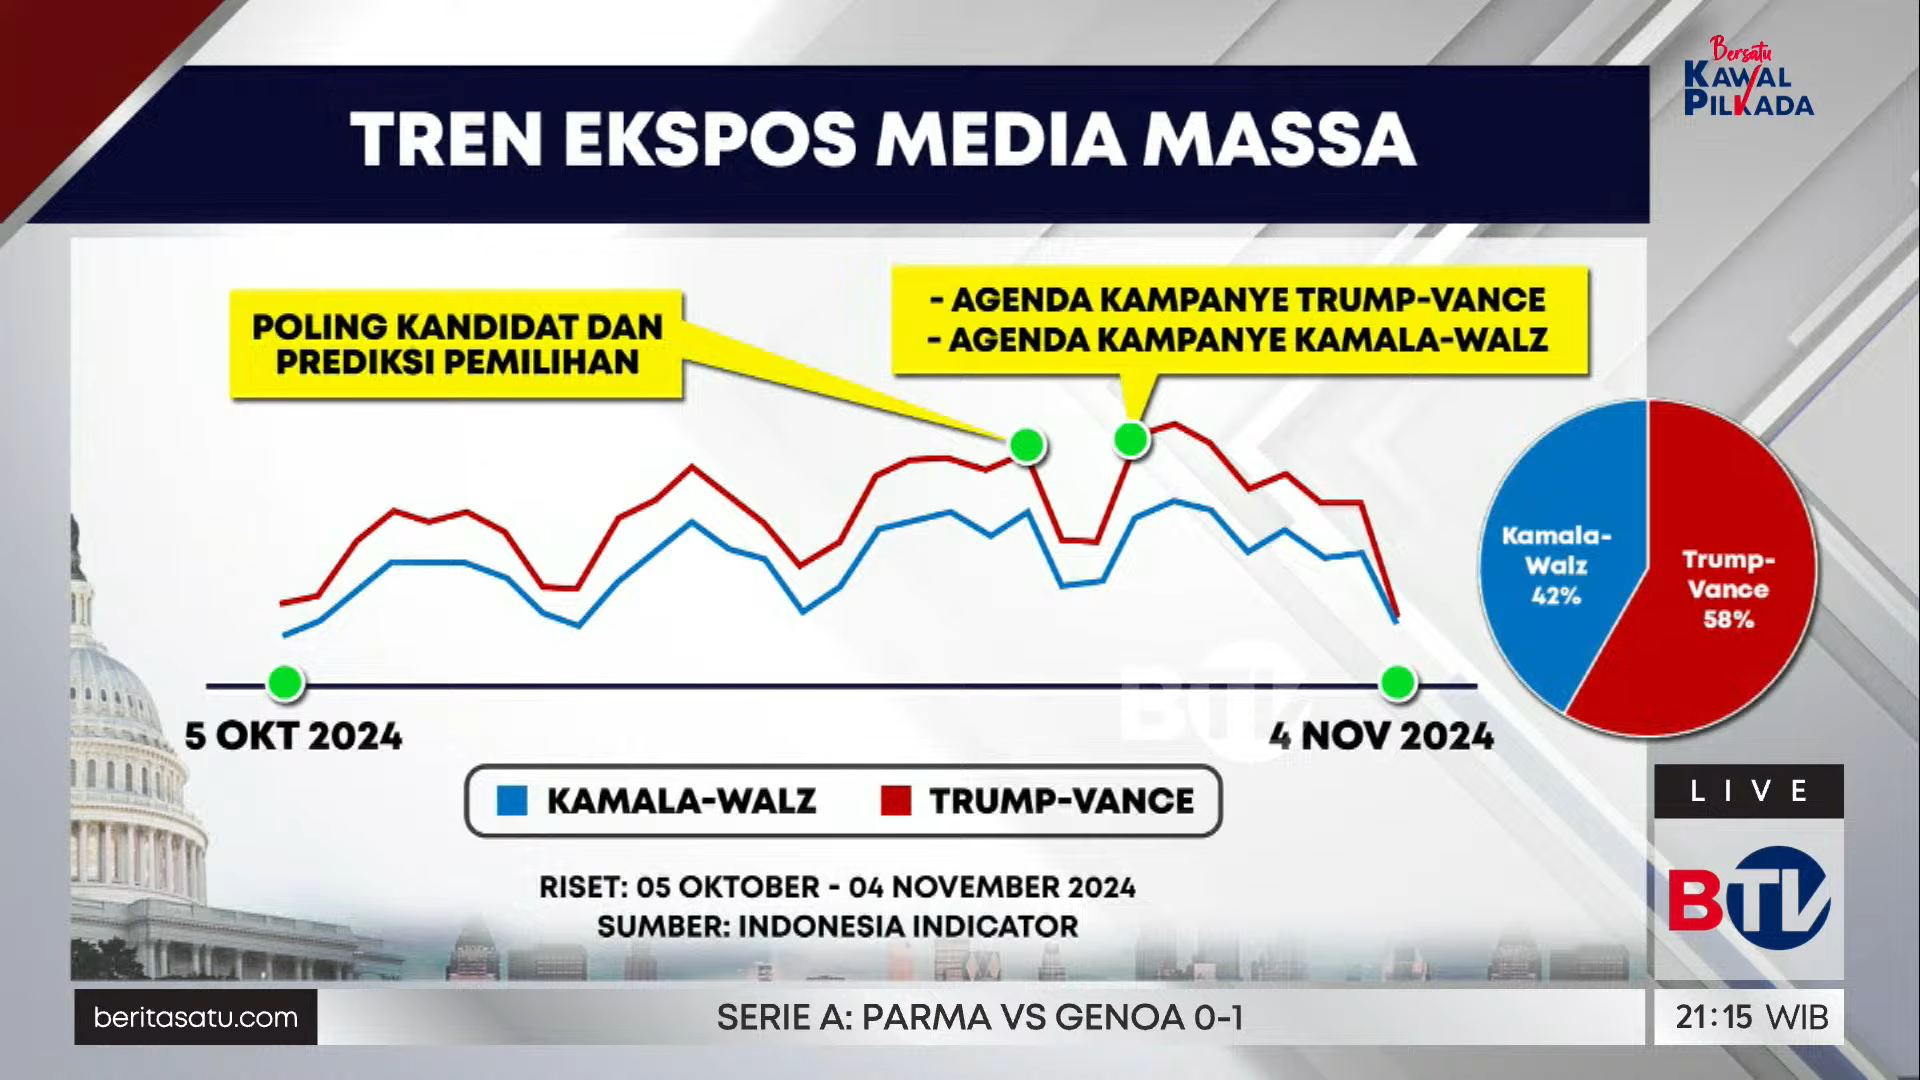 Bersatu
KAWAL
PILKADA
TREN EKSPOS MEDIA MASSA
POLING KANDIDAT DAN
PREDIKSI PEMILIHAN
- AGENDA KAMPANYE TRUMP-VANCE
- AGENDA KAMPANYE KAMALA-WALZ
Kamala-
Walz
42%
Trump-
Vance
58%
BTV
5 OKT 2024
4 NOV 2024
KAMALA-WALZ
TRUMP-VANCE
RISET: 05 OKTOBER - 04 NOVEMBER 2024
SUMBER: INDONESIA INDICATOR
LIVE
BTV
beritasatu.com
SERIE A: PARMA VS GENOA 0-1
21:15 WIB